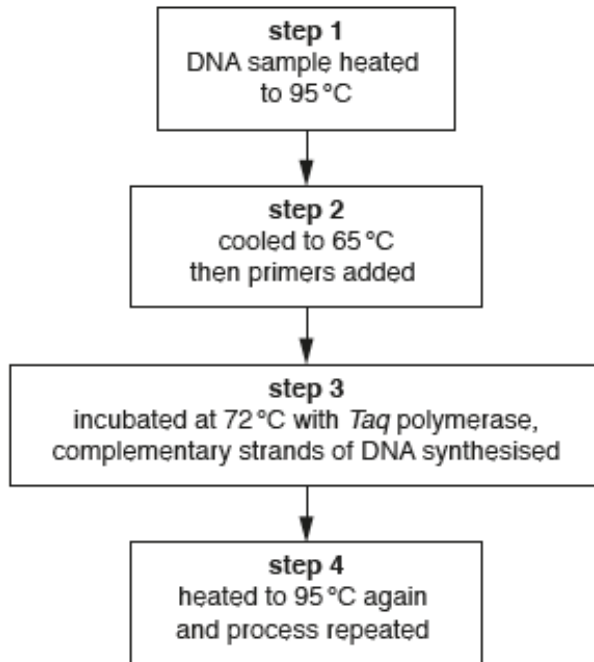 step 1
DNA sample heated
to 95 °C
step 2
cooled to 65 °C
then primers added
step 3
incubated at 72 °C with Taq polymerase,
complementary strands of DNA synthesised
step 4
heated to 95 °C again
and process repeated